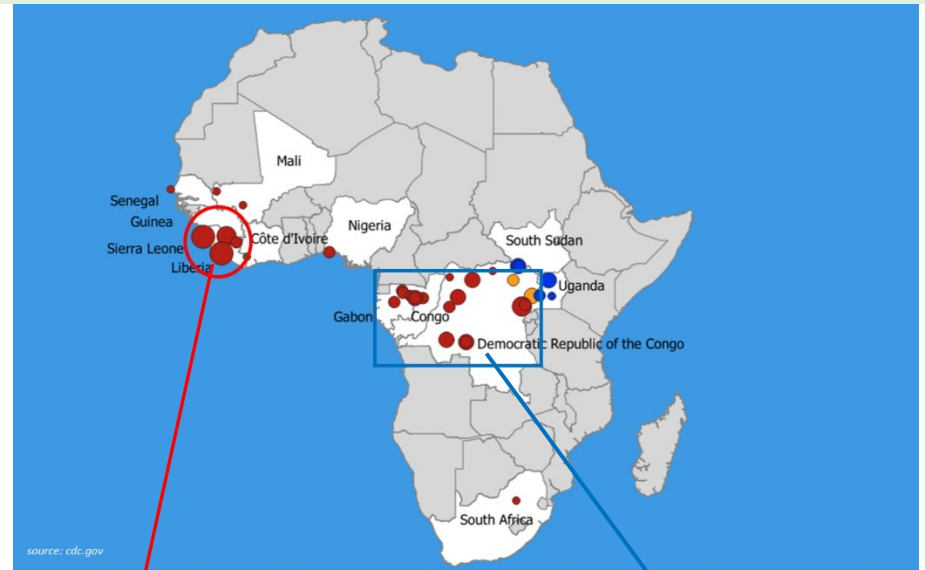 Mali
Senegal
Guinea
Nigeria
Côte d'Ivoire
South Sudan
Sierra Leone
Liberia
Uganda
Gabon
Congo
Democratic Republic of the Congo
South Africa
source: cdc.gov